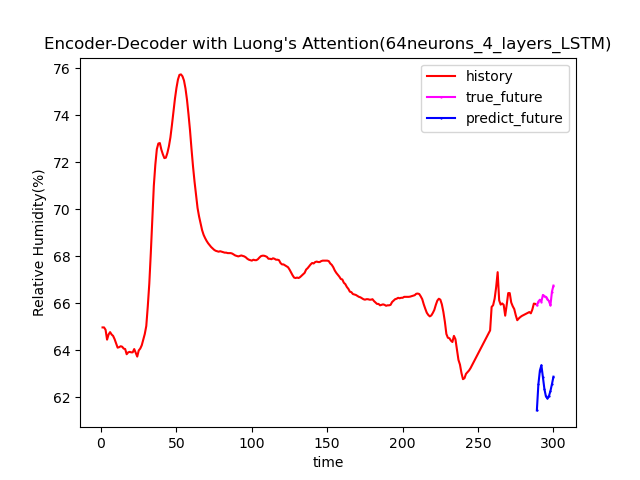 Encoder-Decoder with Luong's Attention(64neurons_4_layers_LSTM)
history
true_future
predict_future
Relative Humidity(%)
76
74
72
70
68
66
64
62
0 50 100 150 200 250 300
time